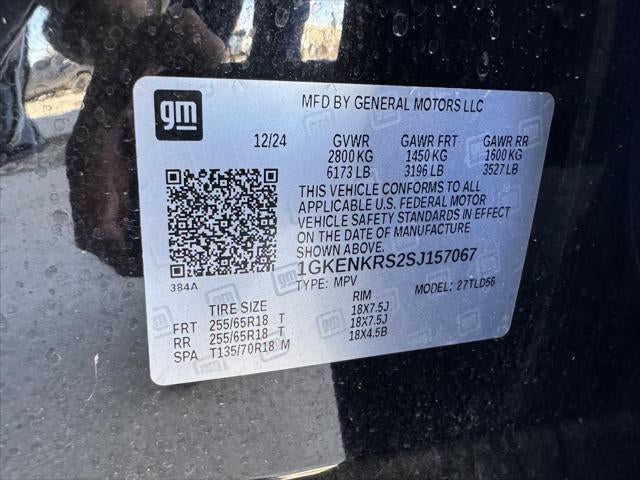 gm
MFD BY GENERAL MOTORS LLC
12/24 GVWR GAWR FRT GAWR RR
2800 KG 1450 KG 1600 KG
6173 LB 3196 LB 3527 LB
THIS VEHICLE CONFORMS TO ALL
APPLICABLE U.S. FEDERAL MOTOR
VEHICLE SAFETY STANDARDS IN EFFECT
ON THE DATE OF MANUFACTURE
SHOWN ABOVE.
384A
1GKENKRS2SJ157067
TYPE: MPV MODEL: 27TLD56
TIRE SIZE RIM
FRT 255/65R18 T 18X7.5J
RR 255/65R18 T 18X7.5J
SPA T135/70R18 M 18X4.5B